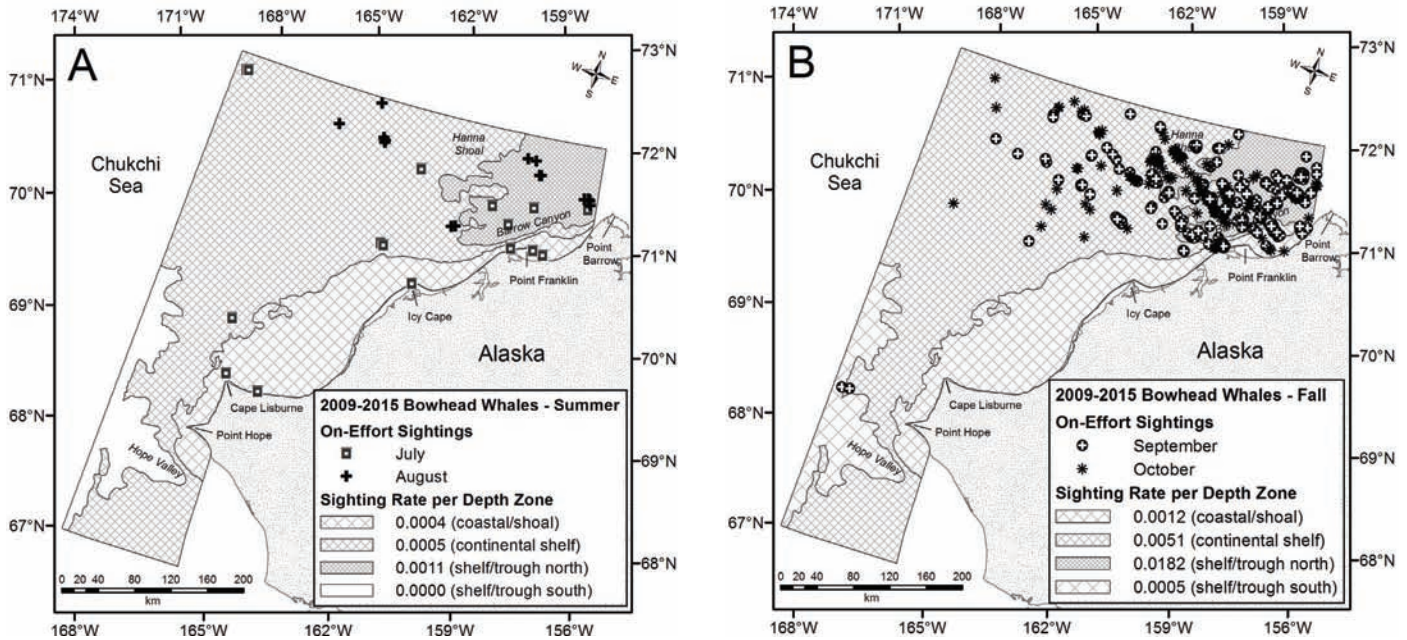 171°W
168°W
165°W
162°W
159°W
A
N
W
E
S
73°N
71°N
72°N
70°N
71°N
69°N
70°N
68°N
69°N
67°N
68°N
Hanna
Shoal
Chukchi
Sea
Barrow Canyon
Point
Barrow
Point Franklin
Icy Cape
Alaska
Cape Lisburne
Point Hope
Hope Valley
2009-2015 Bowhead Whales - Summer
On-Effort Sightings
July
August
Sighting Rate per Depth Zone
0.0004 (coastal/shoal)
0.0005 (continental shelf)
0.0011 (shelf/trough north)
0.0000 (shelf/trough south)
0 20 40 80 120 160 200
km
168°W
165°W
162°W
159°W
156°W
171°W
168°W
165°W
162°W
159°W
B
N
W
E
S
73°N
71°N
72°N
70°N
71°N
69°N
70°N
68°N
69°N
67°N
68°N
Hanna
Chukchi
Sea
Point
Barrow
Point Franklin
Icy Cape
Alaska
Cape Lisburne
Point Hope
Hope Valley
2009-2015 Bowhead Whales - Fall
On-Effort Sightings
September
October
Sighting Rate per Depth Zone
0.0012 (coastal/shoal)
0.0051 (continental shelf)
0.0182 (shelf/trough north)
0.0005 (shelf/trough south)
0 20 40 80 120 160 200
km
168°W
165°W
162°W
159°W
156°W